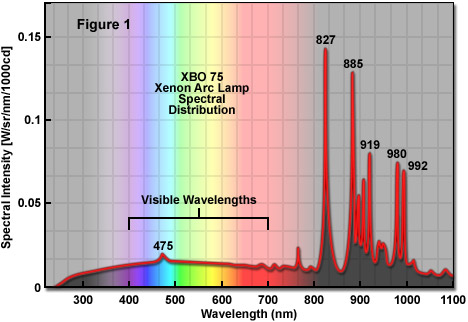 Figure 1
XBO 75
Xenon Arc Lamp
Spectral
Distribution
Visible Wavelengths
475
827
885
919
980
992
Spectral Intensity [W/sr/nm/1000cd]
0.15
0.1
0.05
0
300 400 500 600 700 800 900 1000 1100
Wavelength (nm)